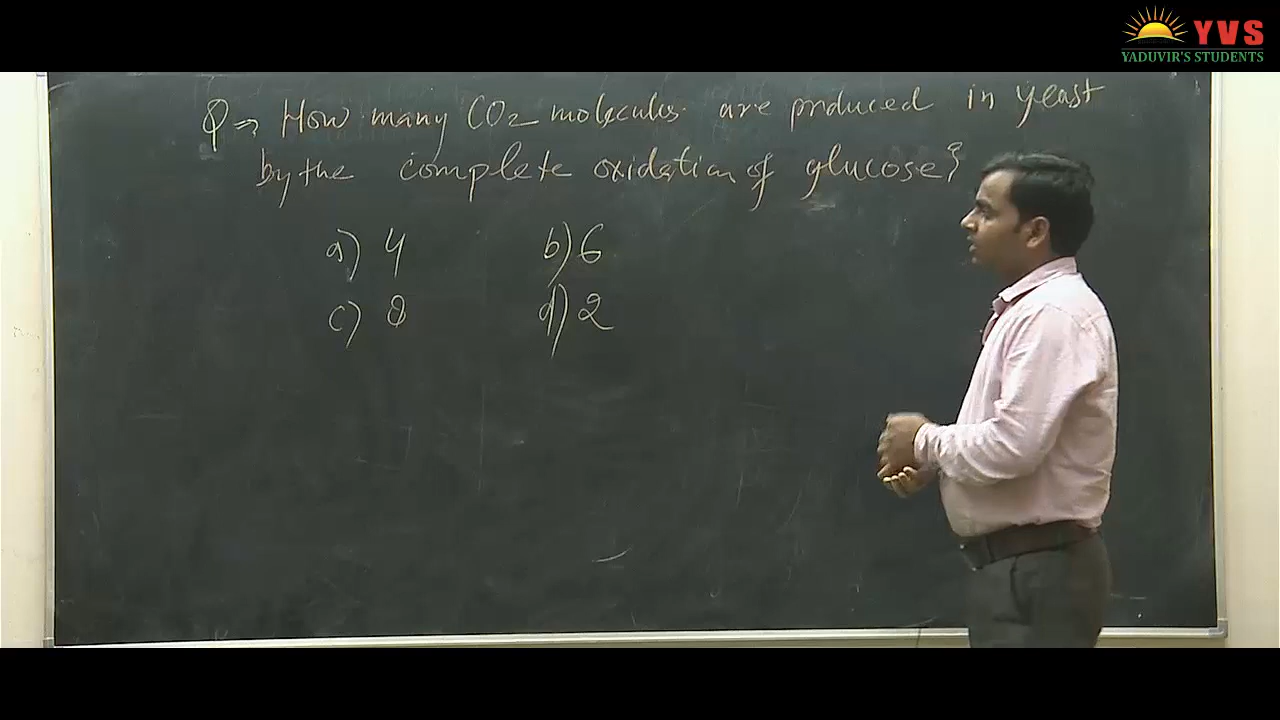 YVS
YADUVIR'S STUDENTS
Q⇒ How many CO2 molecules are produced in yeast
by the complete oxidation of glucose?
a) 4 b) 6
c) 8 d) 2